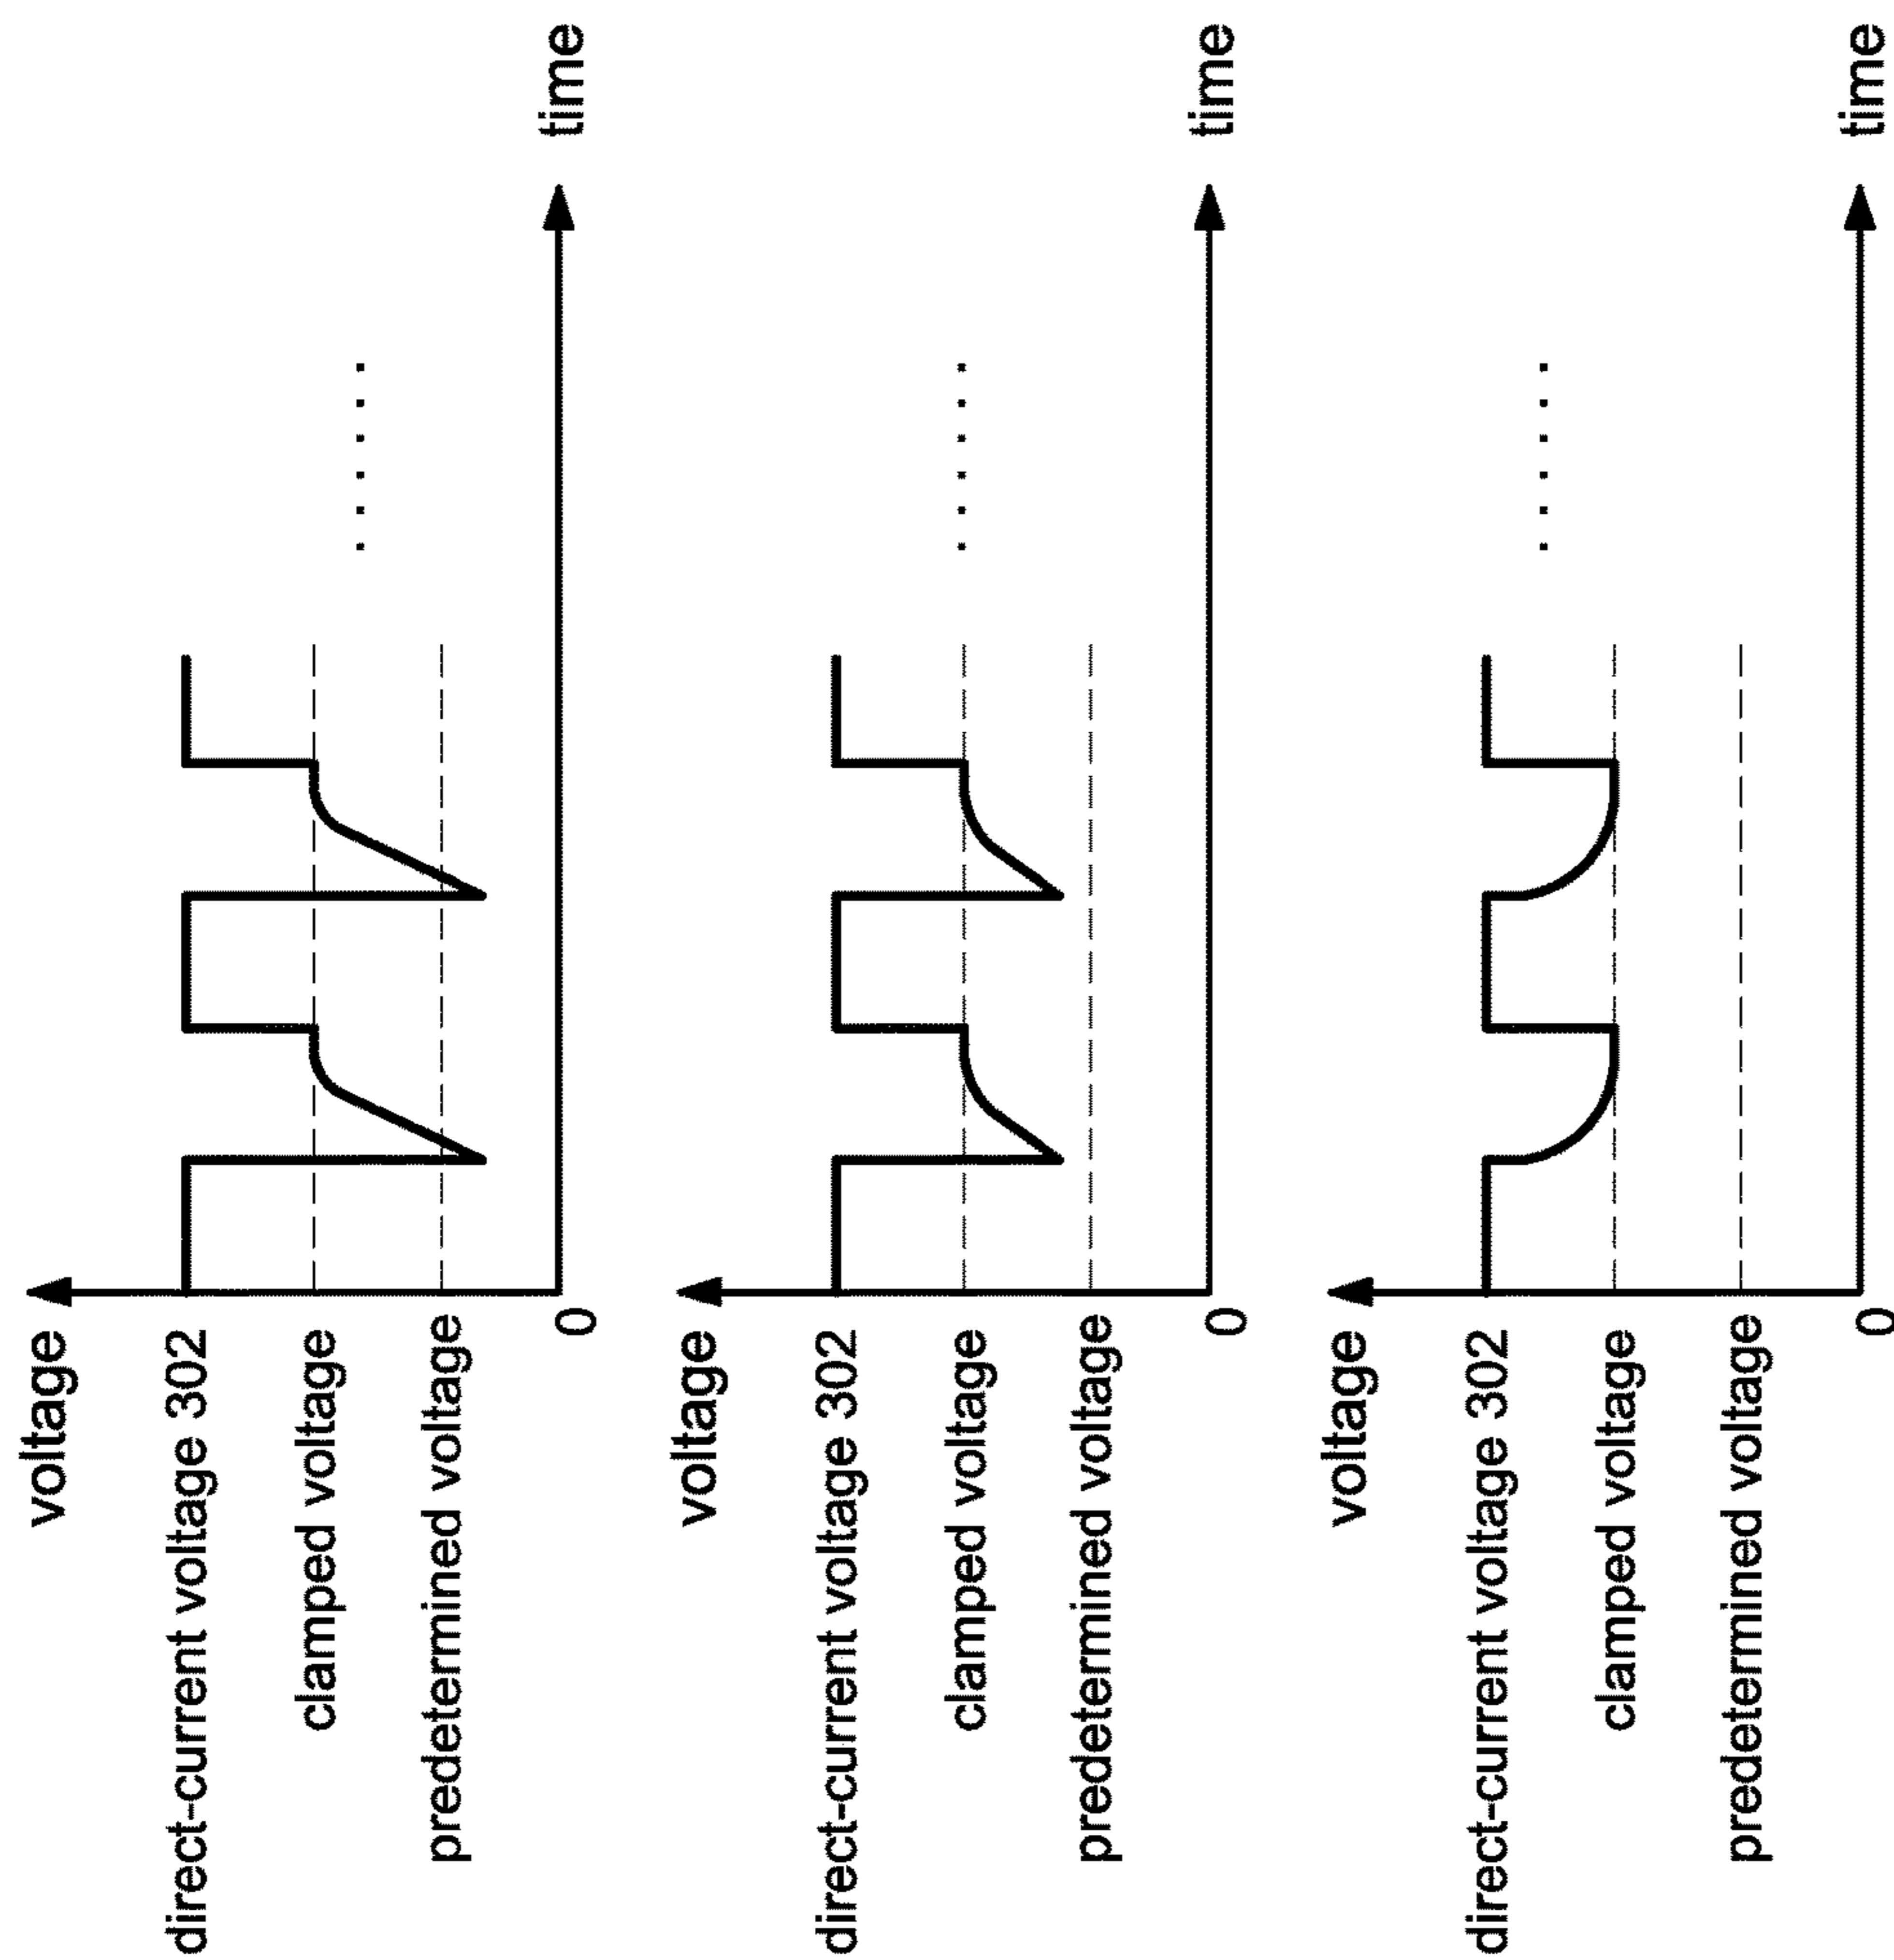 voltage
direct-current voltage 302
clamped voltage
predetermined voltage
0
time
voltage
direct-current voltage 302
clamped voltage
predetermined voltage
0
time
voltage
direct-current voltage 302
clamped voltage
predetermined voltage
0
time